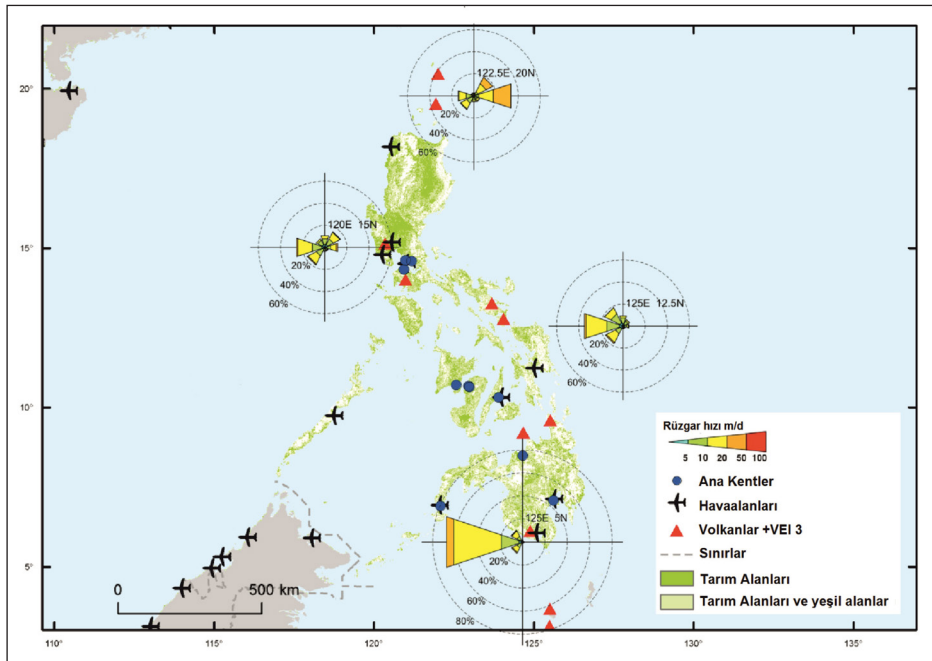 122.5E 20N
20%
40%
60%
120E 15N
20%
40%
60%
125E 12.5N
20%
40%
60%
125E 5N
20%
40%
60%
80%
20°
15°
10°
5°
110°
115°
120°
125°
130°
135°
0 500 km
Rüzgar hızı m/d
5 10 20 50 100
Ana Kentler
Havaalanları
Volkanlar +VEI 3
Sınırlar
Tarım Alanları
Tarım Alanları ve yeşil alanlar